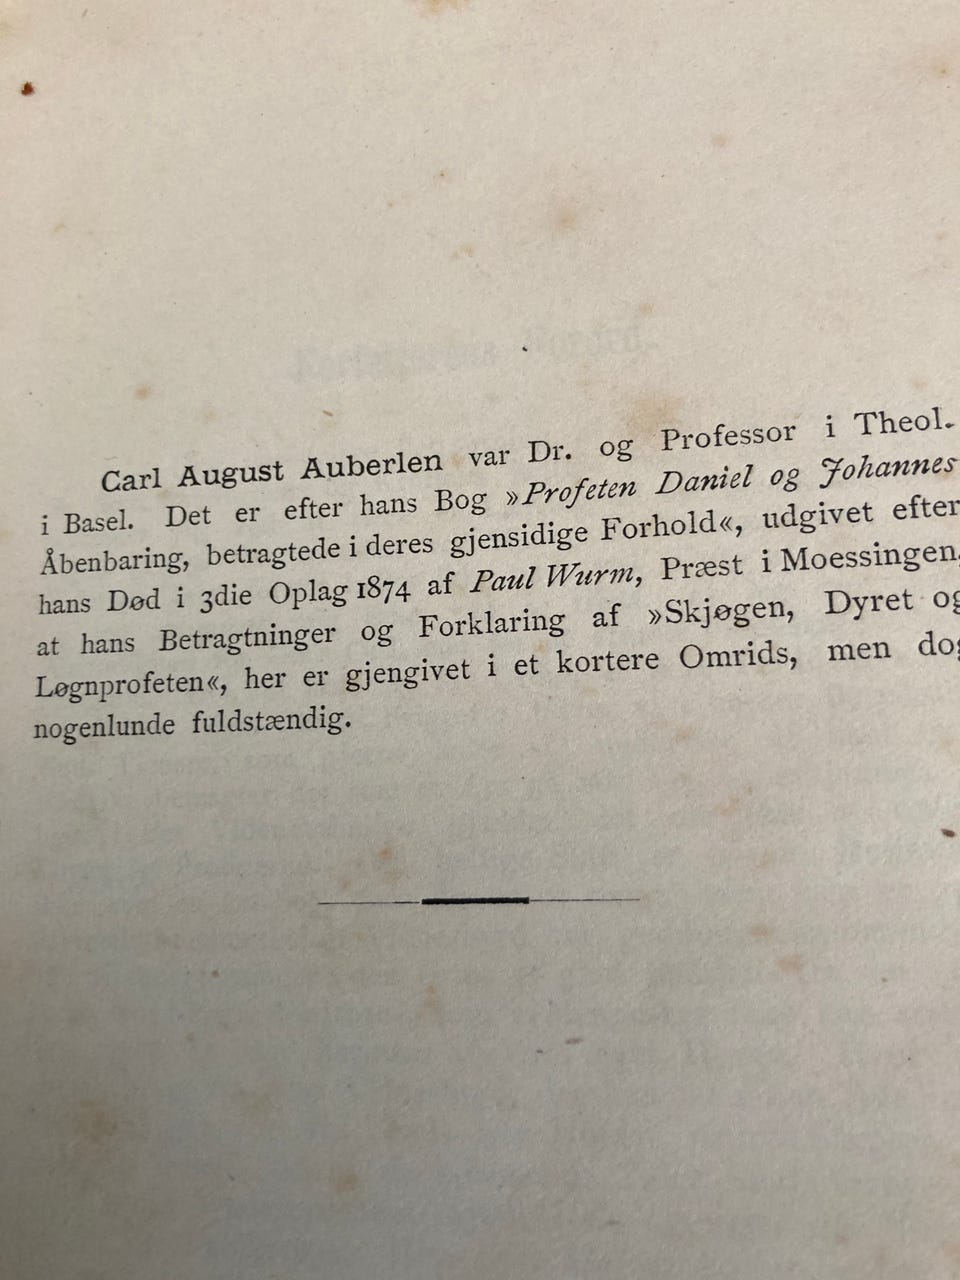 Carl August Auberlen var Dr. og Professor i Theol.
i Basel. Det er efter hans Bog »Profeten Daniel og Johannes
Åbenbaring, betragtede i deres gjensidige Forhold«, udgivet efter
hans Død i 3die Oplag 1874 af Paul Wurm, Præst i Moessingen,
at hans Betragtninger og Forklaring af »Skjøgen, Dyret og
Løgnprofeten«, her er gjengivet i et kortere Omrids, men dog
nogenlunde fuldstændig.